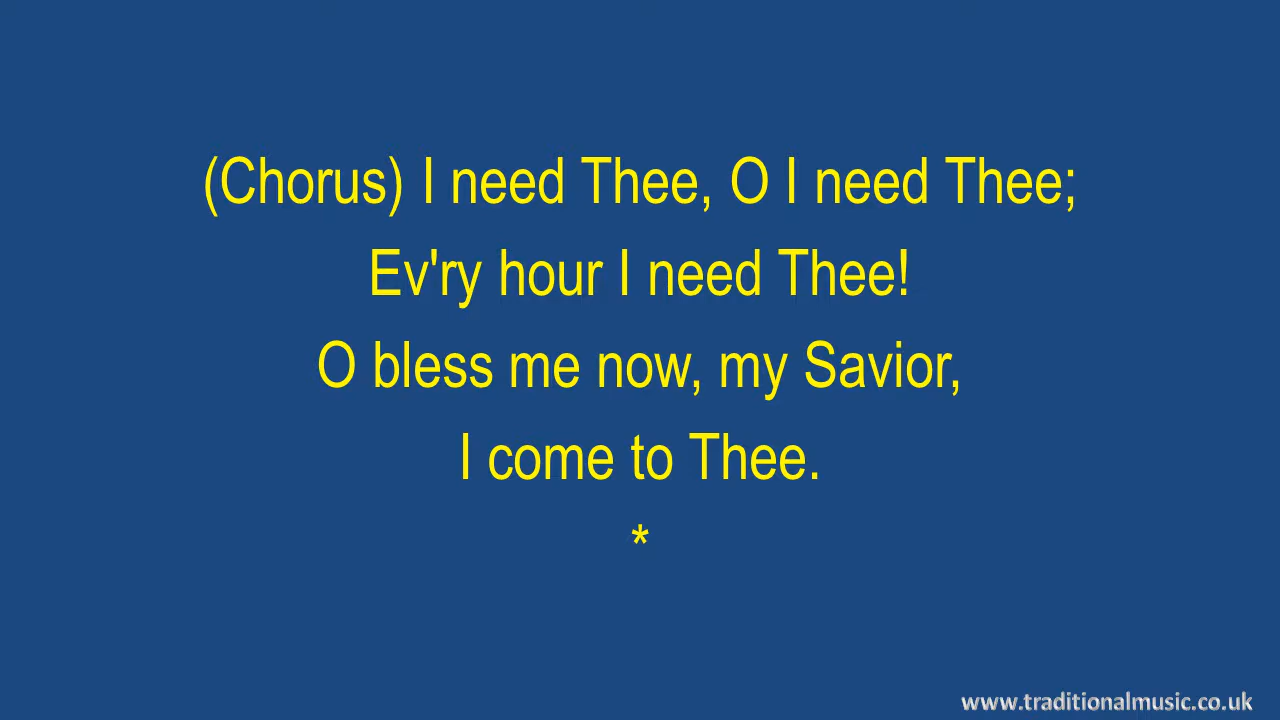 (Chorus) I need Thee, O I need Thee;
Ev'ry hour I need Thee!
O bless me now, my Savior,
I come to Thee.
*
www.traditionalmusic.co.uk